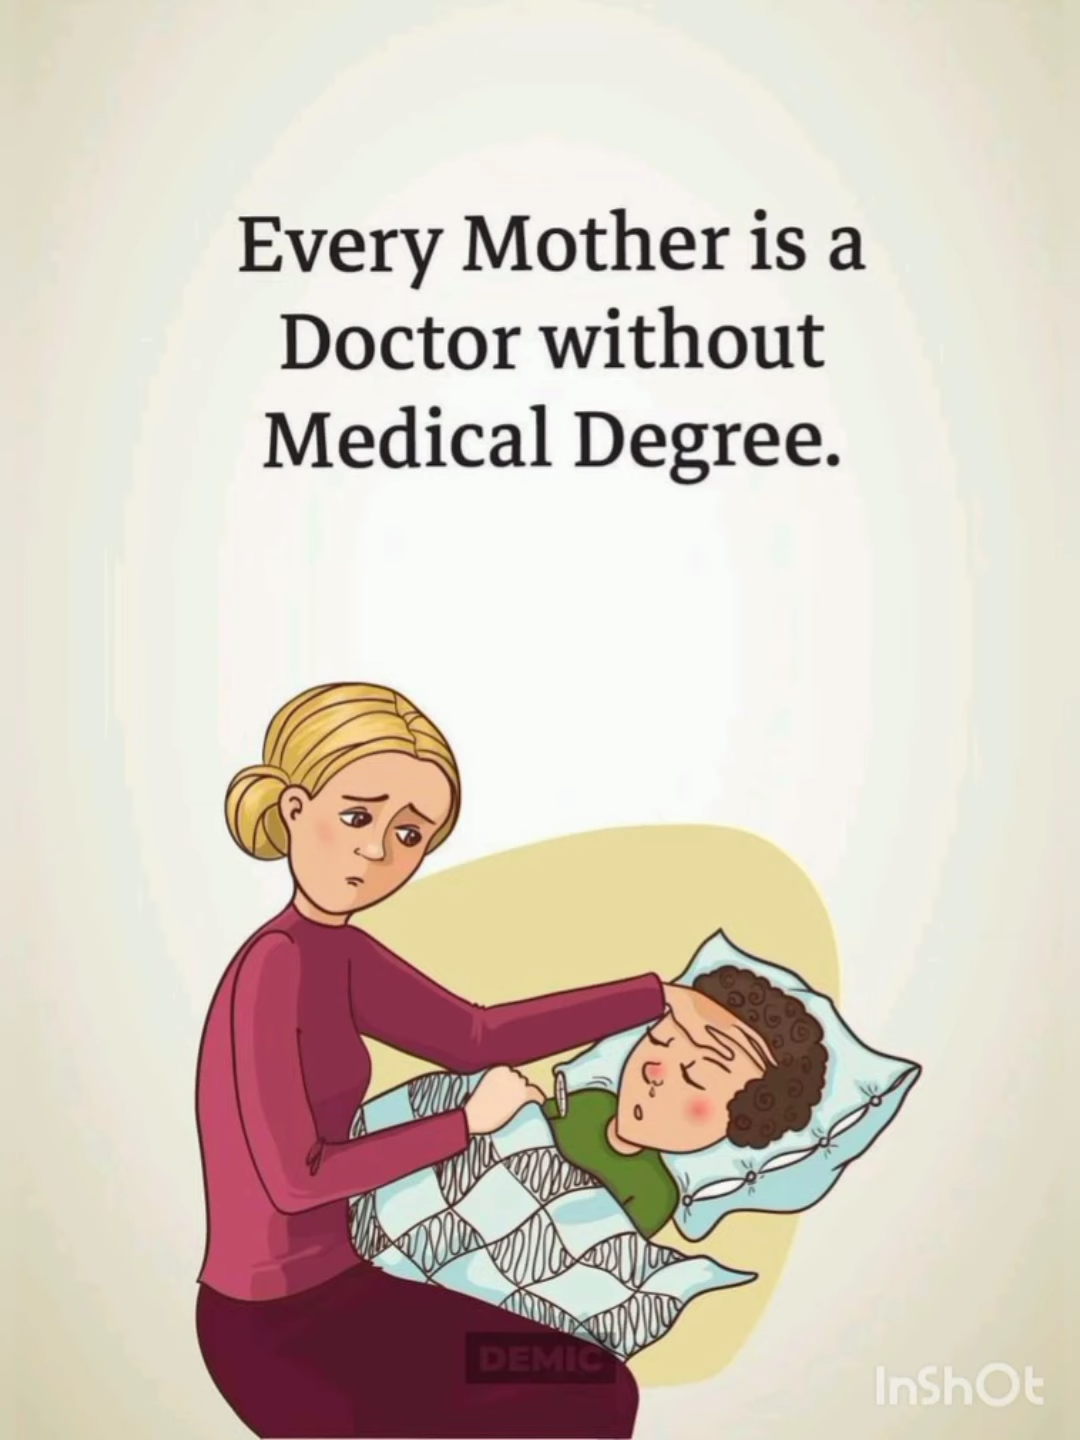 Every Mother is a
Doctor without
Medical Degree.
DEMIC
InShOt